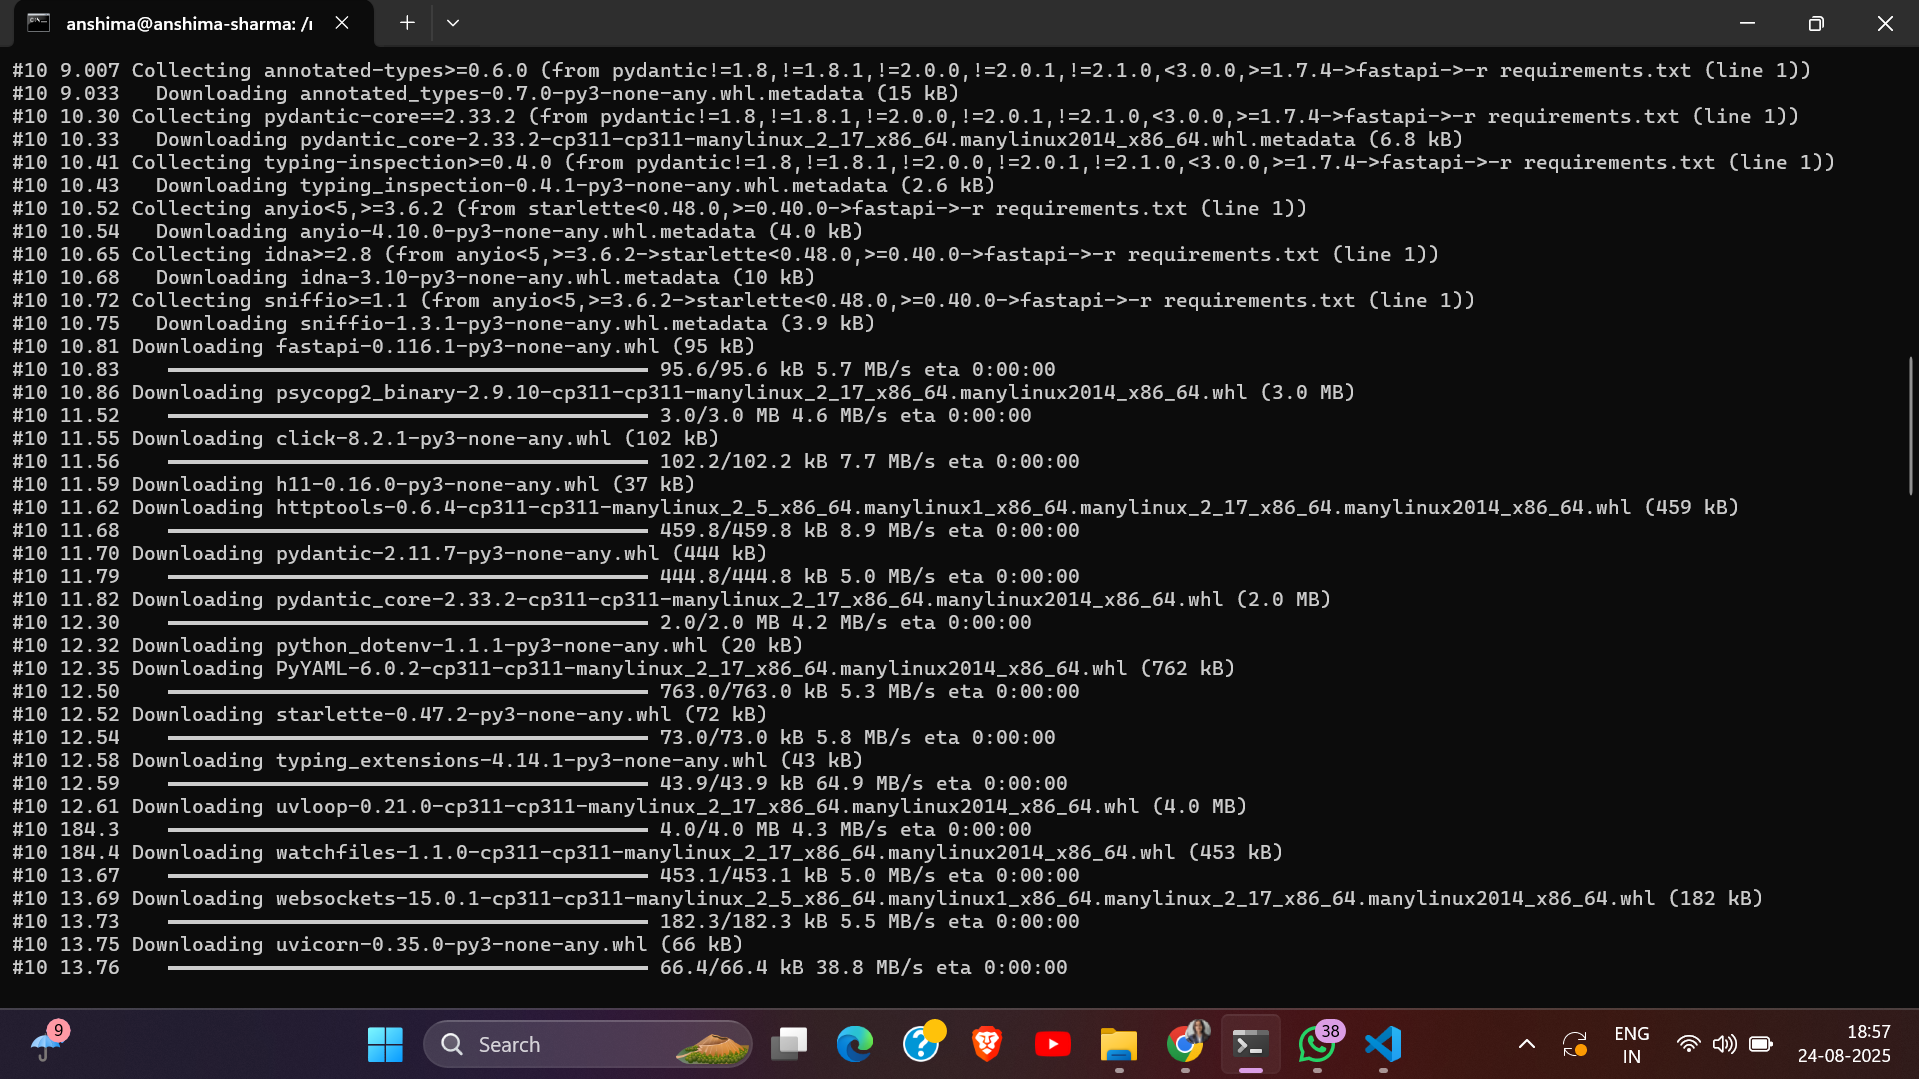 anshima@anshima-sharma: /r
#10 9.007 Collecting annotated-types>=0.6.0 (from pydantic!=1.8,!=1.8.1,!=2.0.0,!=2.0.1,!=2.1.0,<3.0.0,>=1.7.4->fastapi->-r requirements.txt (line 1))
#10 9.033   Downloading annotated_types-0.7.0-py3-none-any.whl.metadata (15 kB)
#10 10.30 Collecting pydantic-core==2.33.2 (from pydantic!=1.8,!=1.8.1,!=2.0.0,!=2.0.1,!=2.1.0,<3.0.0,>=1.7.4->fastapi->-r requirements.txt (line 1))
#10 10.33   Downloading pydantic_core-2.33.2-cp311-cp311-manylinux_2_17_x86_64.manylinux2014_x86_64.whl.metadata (6.8 kB)
#10 10.41 Collecting typing-inspection>=0.4.0 (from pydantic!=1.8,!=1.8.1,!=2.0.0,!=2.0.1,!=2.1.0,<3.0.0,>=1.7.4->fastapi->-r requirements.txt (line 1))
#10 10.43   Downloading typing_inspection-0.4.1-py3-none-any.whl.metadata (2.6 kB)
#10 10.52 Collecting anyio<5,>=3.6.2 (from starlette<0.48.0,>=0.40.0->fastapi->-r requirements.txt (line 1))
#10 10.54   Downloading anyio-4.10.0-py3-none-any.whl.metadata (4.0 kB)
#10 10.65 Collecting idna>=2.8 (from anyio<5,>=3.6.2->starlette<0.48.0,>=0.40.0->fastapi->-r requirements.txt (line 1))
#10 10.68   Downloading idna-3.10-py3-none-any.whl.metadata (10 kB)
#10 10.72 Collecting sniffio>=1.1 (from anyio<5,>=3.6.2->starlette<0.48.0,>=0.40.0->fastapi->-r requirements.txt (line 1))
#10 10.75   Downloading sniffio-1.3.1-py3-none-any.whl.metadata (3.9 kB)
#10 10.81 Downloading fastapi-0.116.1-py3-none-any.whl (95 kB)
#10 10.83    ━━━━━━━━━━━━━━━━━━━━━━━━━━━━━━━━━━━━━━━━ 95.6/95.6 kB 5.7 MB/s eta 0:00:00
#10 10.86 Downloading psycopg2_binary-2.9.10-cp311-cp311-manylinux_2_17_x86_64.manylinux2014_x86_64.whl (3.0 MB)
#10 11.52    ━━━━━━━━━━━━━━━━━━━━━━━━━━━━━━━━━━━━━━━━ 3.0/3.0 MB 4.6 MB/s eta 0:00:00
#10 11.55 Downloading click-8.2.1-py3-none-any.whl (102 kB)
#10 11.56    ━━━━━━━━━━━━━━━━━━━━━━━━━━━━━━━━━━━━━━━━ 102.2/102.2 kB 7.7 MB/s eta 0:00:00
#10 11.59 Downloading h11-0.16.0-py3-none-any.whl (37 kB)
#10 11.62 Downloading httptools-0.6.4-cp311-cp311-manylinux_2_5_x86_64.manylinux1_x86_64.manylinux_2_17_x86_64.manylinux2014_x86_64.whl (459 kB)
#10 11.68    ━━━━━━━━━━━━━━━━━━━━━━━━━━━━━━━━━━━━━━━━ 459.8/459.8 kB 8.9 MB/s eta 0:00:00
#10 11.70 Downloading pydantic-2.11.7-py3-none-any.whl (444 kB)
#10 11.79    ━━━━━━━━━━━━━━━━━━━━━━━━━━━━━━━━━━━━━━━━ 444.8/444.8 kB 5.0 MB/s eta 0:00:00
#10 11.82 Downloading pydantic_core-2.33.2-cp311-cp311-manylinux_2_17_x86_64.manylinux2014_x86_64.whl (2.0 MB)
#10 12.30    ━━━━━━━━━━━━━━━━━━━━━━━━━━━━━━━━━━━━━━━━ 2.0/2.0 MB 4.2 MB/s eta 0:00:00
#10 12.32 Downloading python_dotenv-1.1.1-py3-none-any.whl (20 kB)
#10 12.35 Downloading PyYAML-6.0.2-cp311-cp311-manylinux_2_17_x86_64.manylinux2014_x86_64.whl (762 kB)
#10 12.50    ━━━━━━━━━━━━━━━━━━━━━━━━━━━━━━━━━━━━━━━━ 763.0/763.0 kB 5.3 MB/s eta 0:00:00
#10 12.52 Downloading starlette-0.47.2-py3-none-any.whl (72 kB)
#10 12.54    ━━━━━━━━━━━━━━━━━━━━━━━━━━━━━━━━━━━━━━━━ 73.0/73.0 kB 5.8 MB/s eta 0:00:00
#10 12.58 Downloading typing_extensions-4.14.1-py3-none-any.whl (43 kB)
#10 12.59    ━━━━━━━━━━━━━━━━━━━━━━━━━━━━━━━━━━━━━━━━ 43.9/43.9 kB 64.9 MB/s eta 0:00:00
#10 12.61 Downloading uvloop-0.21.0-cp311-cp311-manylinux_2_17_x86_64.manylinux2014_x86_64.whl (4.0 MB)
#10 184.3    ━━━━━━━━━━━━━━━━━━━━━━━━━━━━━━━━━━━━━━━━ 4.0/4.0 MB 4.3 MB/s eta 0:00:00
#10 184.4 Downloading watchfiles-1.1.0-cp311-cp311-manylinux_2_17_x86_64.manylinux2014_x86_64.whl (453 kB)
#10 13.67    ━━━━━━━━━━━━━━━━━━━━━━━━━━━━━━━━━━━━━━━━ 453.1/453.1 kB 5.0 MB/s eta 0:00:00
#10 13.69 Downloading websockets-15.0.1-cp311-cp311-manylinux_2_5_x86_64.manylinux1_x86_64.manylinux_2_17_x86_64.manylinux2014_x86_64.whl (182 kB)
#10 13.73    ━━━━━━━━━━━━━━━━━━━━━━━━━━━━━━━━━━━━━━━━ 182.3/182.3 kB 5.5 MB/s eta 0:00:00
#10 13.75 Downloading uvicorn-0.35.0-py3-none-any.whl (66 kB)
#10 13.76    ━━━━━━━━━━━━━━━━━━━━━━━━━━━━━━━━━━━━━━━━ 66.4/66.4 kB 38.8 MB/s eta 0:00:00
9
Search
38
ENG
IN
18:57
24-08-2025